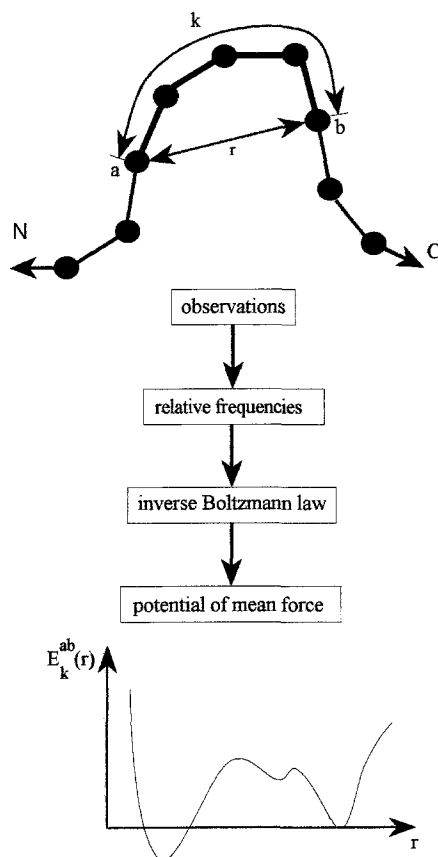 k
a
r
b
N
C
observations
relative frequencies
inverse Boltzmann law
potential of mean force
E_k^ab(r)
r